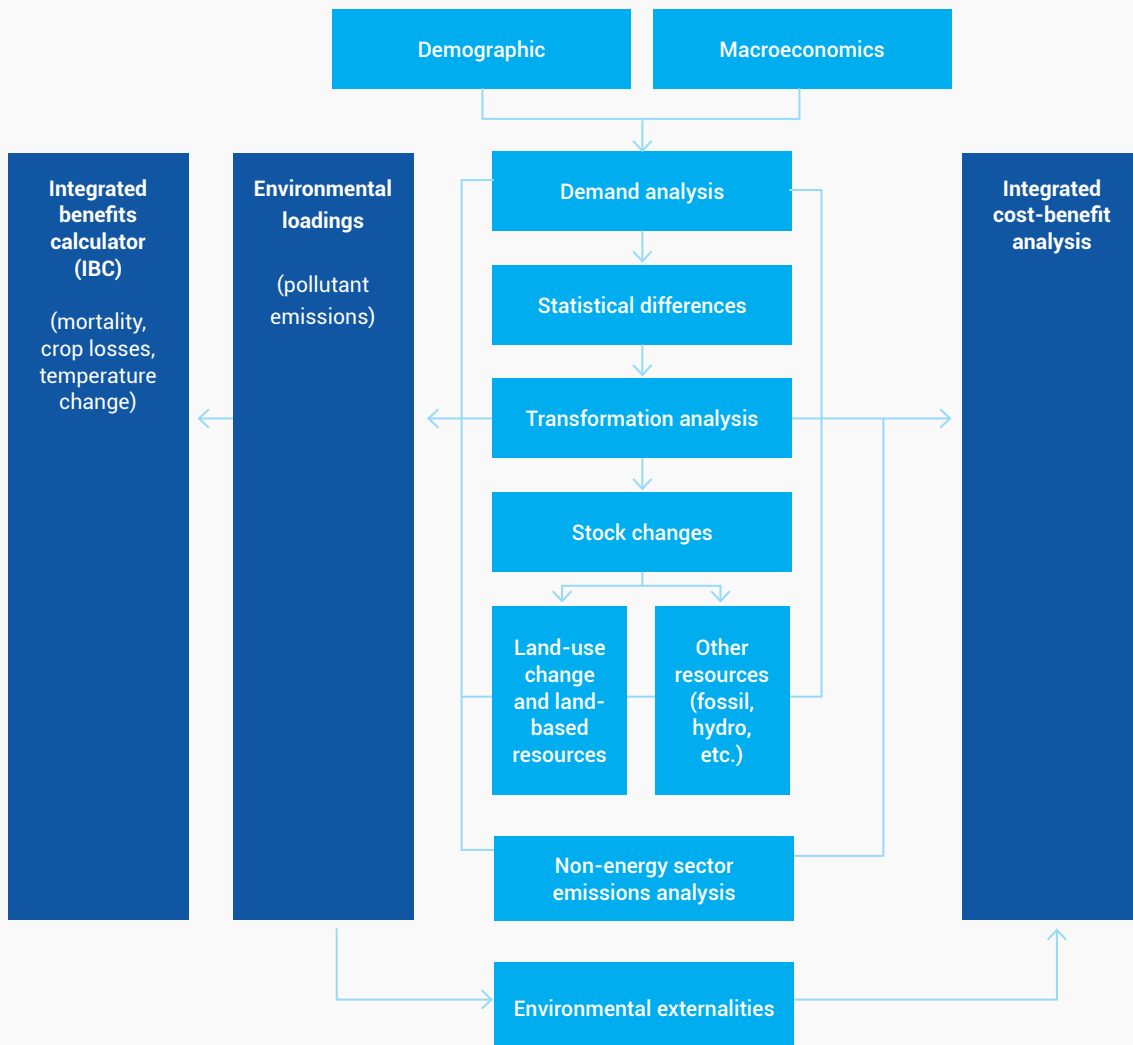 Demographic
Macroeconomics
Integrated
benefits
calculator
(IBC)
(mortality,
crop losses,
temperature
change)
Environmental
loadings
(pollutant
emissions)
Demand analysis
Statistical differences
Transformation analysis
Stock changes
Land-use
change
and land-
based
resources
Other
resources
(fossil,
hydro,
etc.)
Non-energy sector
emissions analysis
Environmental externalities
Integrated
cost-benefit
analysis